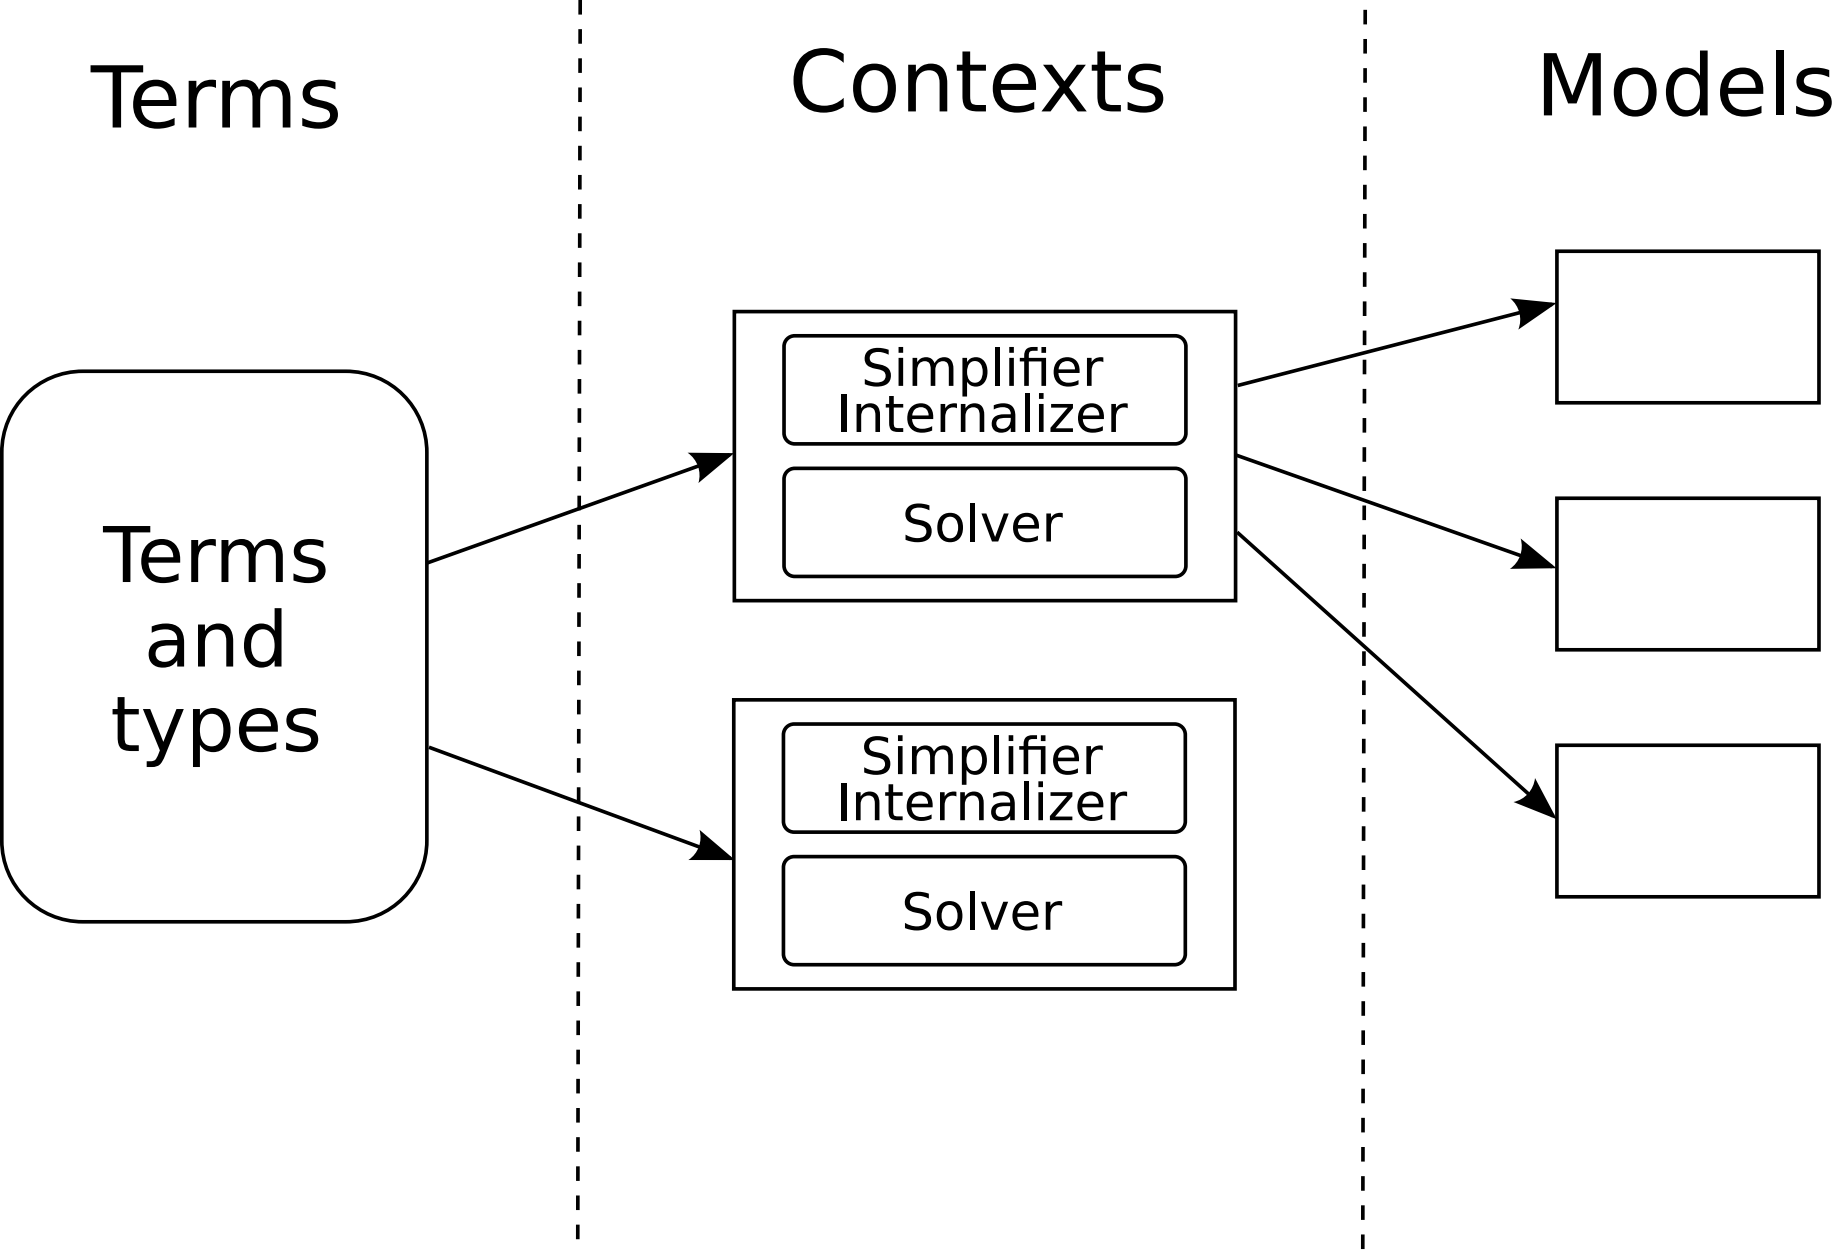 Terms
Contexts
Models
Terms
and
types
Simplifier
Internalizer
Solver
Simplifier
Internalizer
Solver